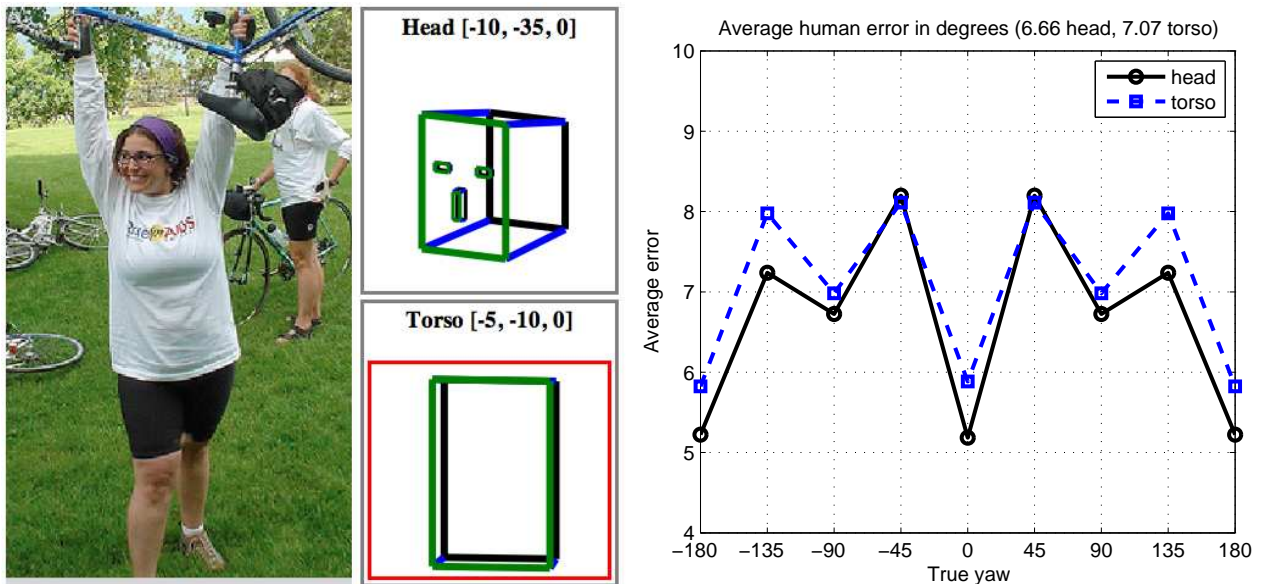 Head [-10, -35, 0]
Torso [-5, -10, 0]
Average human error in degrees (6.66 head, 7.07 torso)
head
torso
Average error
10
9
8
7
6
5
4
−180 −135 −90 −45 0 45 90 135 180
True yaw